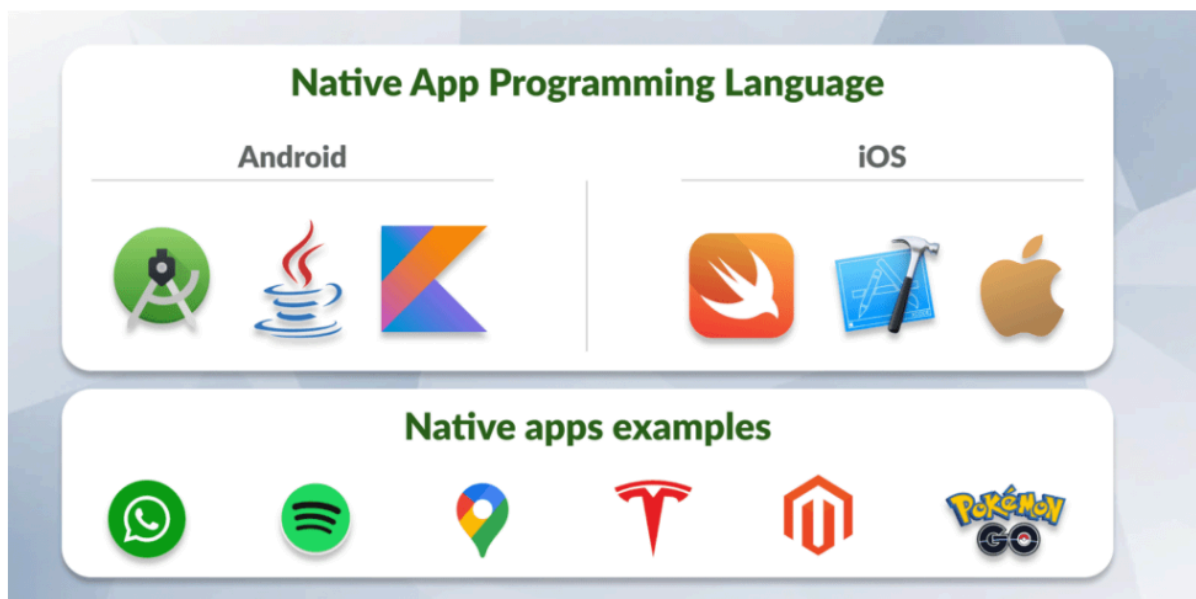 Native App Programming Language
Android
iOS
Native apps examples
POKÉMON
GO